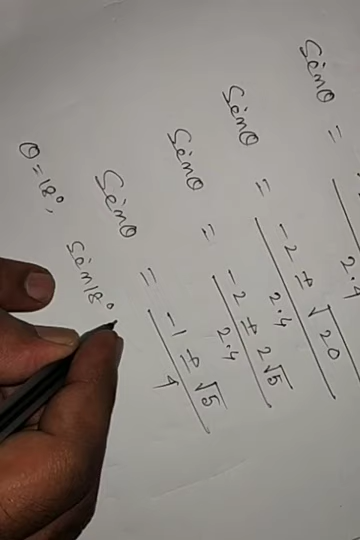 Sinθ =
2.4
Sinθ = -2 ± √20
2.4
Sinθ = -2 ± 2√5
2.4
Sinθ = -1 ± √5
4
θ = 18°, Sin18°